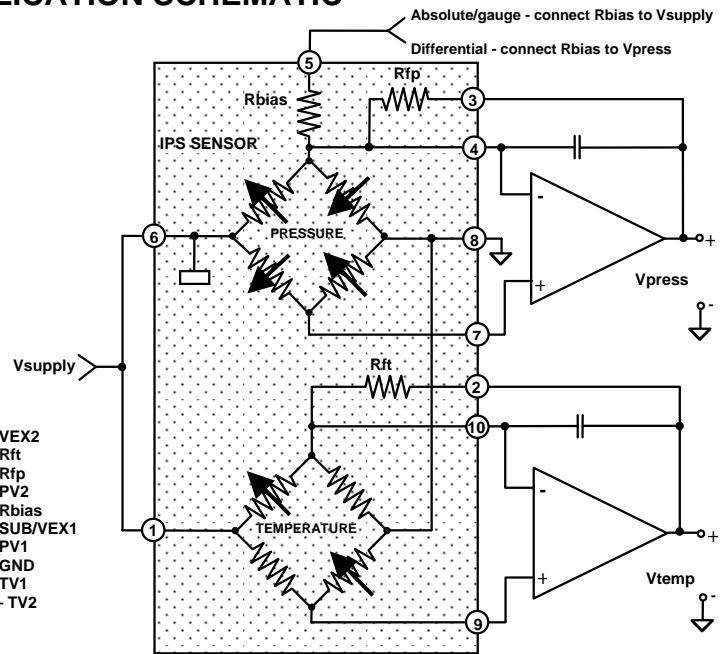 LICATION SCHEMATIC
Absolute/gauge - connect Rbias to Vsupply
Differential - connect Rbias to Vpress
5
Rfp
Rbias
3
IPS SENSOR
4
-
PRESSURE
6
8
+
Vpress
-
+
7
Vsupply
Rft
2
10
VEX2
Rft
Rfp
PV2
Rbias
SUB/VEX1
PV1
GND
TV1
- TV2
-
1
TEMPERATURE
+
Vtemp
-
+
9